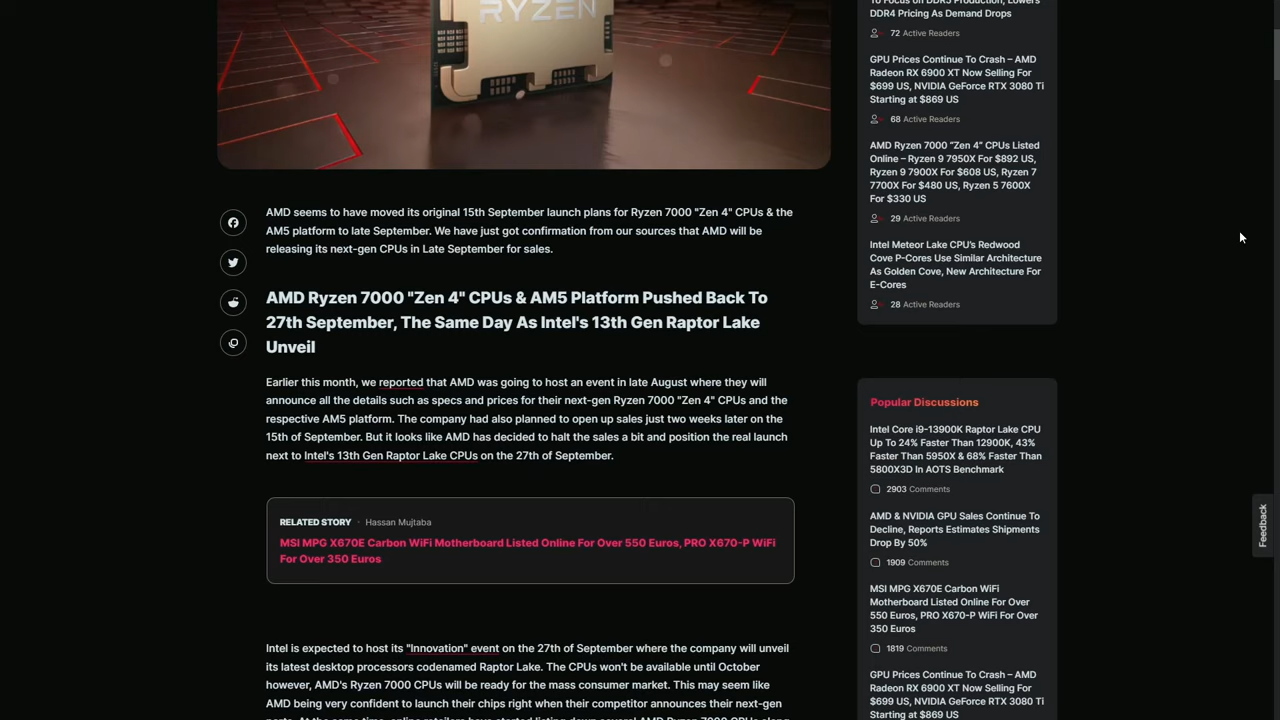 RYZEN
AMD seems to have moved its original 15th September launch plans for Ryzen 7000 "Zen 4" CPUs & the
AM5 platform to late September. We have just got confirmation from our sources that AMD will be
releasing its next-gen CPUs in Late September for sales.
AMD Ryzen 7000 "Zen 4" CPUs & AM5 Platform Pushed Back To
27th September, The Same Day As Intel's 13th Gen Raptor Lake
Unveil
Earlier this month, we reported that AMD was going to host an event in late August where they will
announce all the details such as specs and prices for their next-gen Ryzen 7000 "Zen 4" CPUs and the
respective AM5 platform. The company had also planned to open up sales just two weeks later on the
15th of September. But it looks like AMD has decided to halt the sales a bit and position the real launch
next to Intel's 13th Gen Raptor Lake CPUs on the 27th of September.
RELATED STORY · Hassan Mujtaba
MSI MPG X670E Carbon WiFi Motherboard Listed Online For Over 550 Euros, PRO X670-P WiFi
For Over 350 Euros
Intel is expected to host its "Innovation" event on the 27th of September where the company will unveil
its latest desktop processors codenamed Raptor Lake. The CPUs won't be available until October
however, AMD's Ryzen 7000 CPUs will be ready for the mass consumer market. This may seem like
AMD being very confident to launch their chips right when their competitor announces their next-gen
To Focus on DDR5 Production, Lowers
DDR4 Pricing As Demand Drops
72 Active Readers
GPU Prices Continue To Crash – AMD
Radeon RX 6900 XT Now Selling For
$699 US, NVIDIA GeForce RTX 3080 Ti
Starting at $869 US
68 Active Readers
AMD Ryzen 7000 "Zen 4" CPUs Listed
Online – Ryzen 9 7950X For $892 US,
Ryzen 9 7900X For $608 US, Ryzen 7
7700X For $480 US, Ryzen 5 7600X
For $330 US
29 Active Readers
Intel Meteor Lake CPU's Redwood
Cove P-Cores Use Similar Architecture
As Golden Cove, New Architecture For
E-Cores
28 Active Readers
Popular Discussions
Intel Core i9-13900K Raptor Lake CPU
Up To 24% Faster Than 12900K, 43%
Faster Than 5950X & 68% Faster Than
5800X3D In AOTS Benchmark
2903 Comments
AMD & NVIDIA GPU Sales Continue To
Decline, Reports Estimates Shipments
Drop By 50%
1909 Comments
MSI MPG X670E Carbon WiFi
Motherboard Listed Online For Over
550 Euros, PRO X670-P WiFi For Over
350 Euros
1819 Comments
GPU Prices Continue To Crash – AMD
Radeon RX 6900 XT Now Selling For
$699 US, NVIDIA GeForce RTX 3080 Ti
Starting at $869 US
Feedback